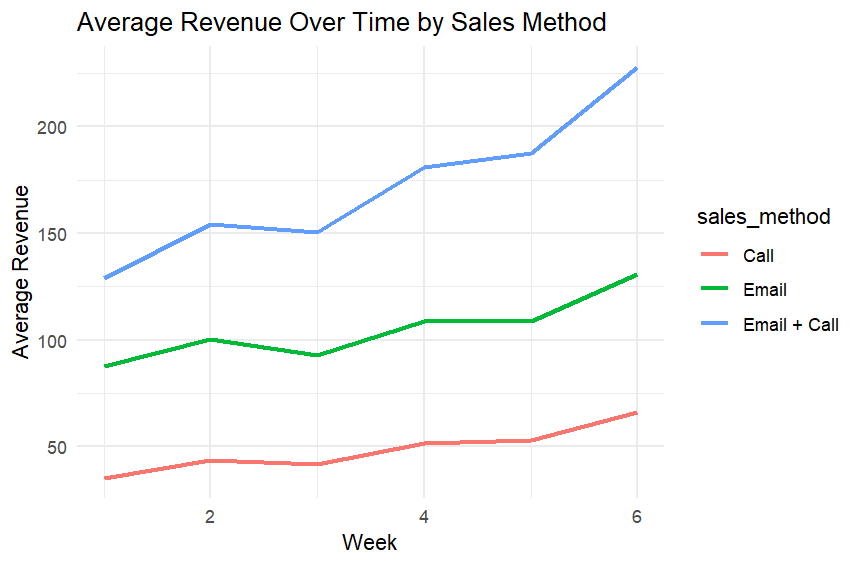 Average Revenue Over Time by Sales Method
Average Revenue
200
150
100
50
2
4
6
Week
sales_method
Call
Email
Email + Call